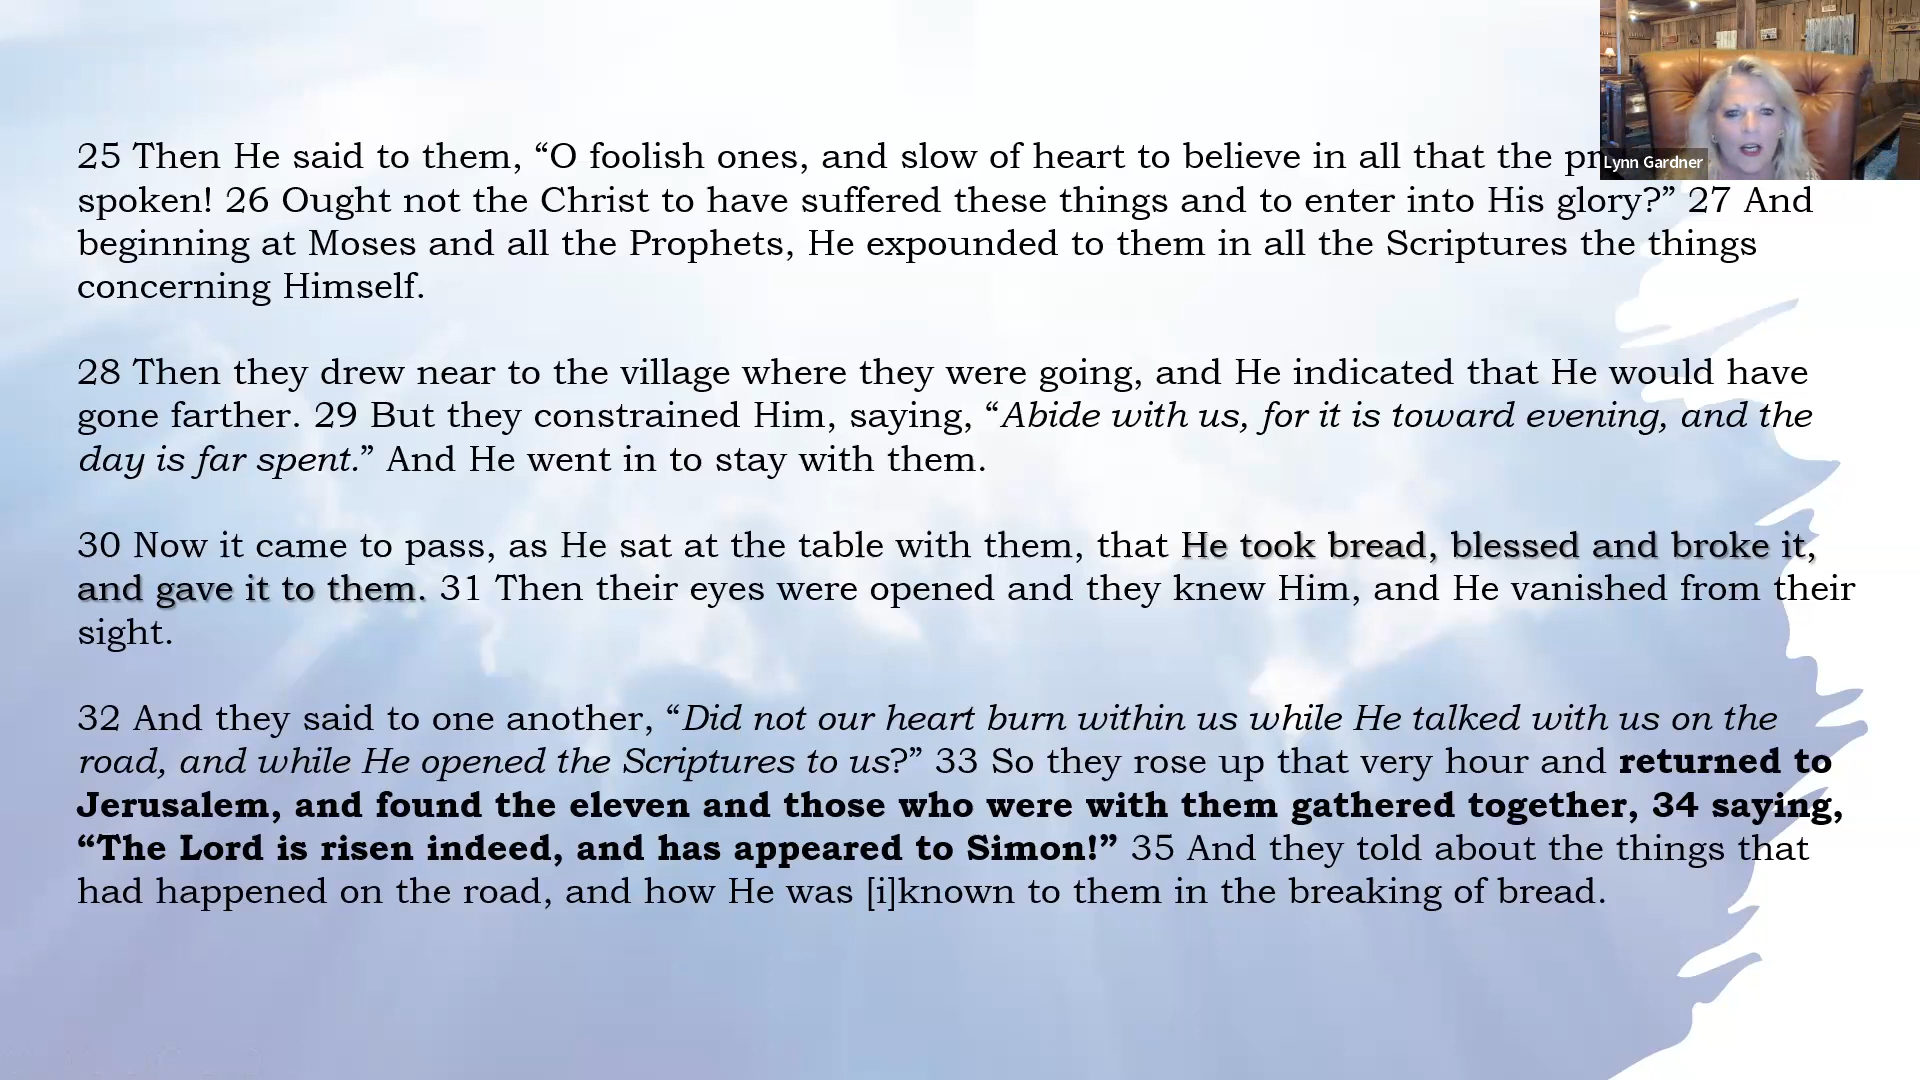 25 Then He said to them, “O foolish ones, and slow of heart to believe in all that the
spoken! 26 Ought not the Christ to have suffered these things and to enter into His glory?” 27 And
beginning at Moses and all the Prophets, He expounded to them in all the Scriptures the things
concerning Himself.
28 Then they drew near to the village where they were going, and He indicated that He would have
gone farther. 29 But they constrained Him, saying, “Abide with us, for it is toward evening, and the
day is far spent.” And He went in to stay with them.
30 Now it came to pass, as He sat at the table with them, that He took bread, blessed and broke it,
and gave it to them. 31 Then their eyes were opened and they knew Him, and He vanished from their
sight.
32 And they said to one another, “Did not our heart burn within us while He talked with us on the
road, and while He opened the Scriptures to us?” 33 So they rose up that very hour and returned to
Jerusalem, and found the eleven and those who were with them gathered together, 34 saying,
“The Lord is risen indeed, and has appeared to Simon!” 35 And they told about the things that
had happened on the road, and how He was [i]known to them in the breaking of bread.
Lynn Gardner